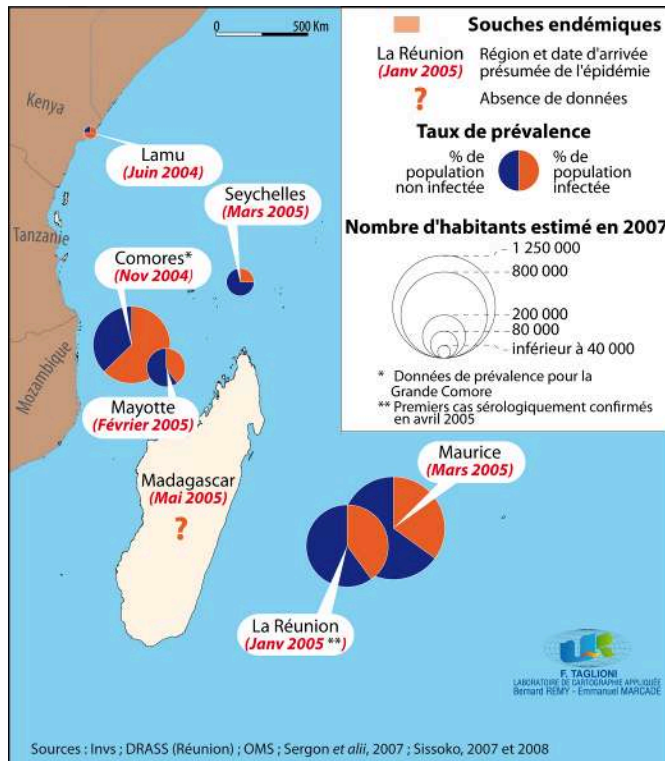 0 500 Km
Kenya
Tanzanie
Mozambique
Lamu
(Juin 2004)
Seychelles
(Mars 2005)
Comores*
(Nov 2004)
Mayotte
(Février 2005)
Madagascar
(Mai 2005)
?
Maurice
(Mars 2005)
La Réunion
(Janv 2005 **)
Souches endémiques
La Réunion
(Janv 2005)
Région et date d'arrivée
présumée de l'épidémie
?
Absence de données
Taux de prévalence
% de
population
non infectée
% de
population
infectée
Nombre d'habitants estimé en 2007
1 250 000
800 000
200 000
80 000
inférieur à 40 000
* Données de prévalence pour la
Grande Comore
** Premiers cas sérologiquement confirmés
en avril 2005
F. TAGLIONI
LABORATOIRE DE CARTOGRAPHIE APPLIQUÉE
Bernard RÉMY - Emmanuel MARCADÉ
Sources : Invs ; DRASS (Réunion) ; OMS ; Sergon et alii, 2007 ; Sissoko, 2007 et 2008